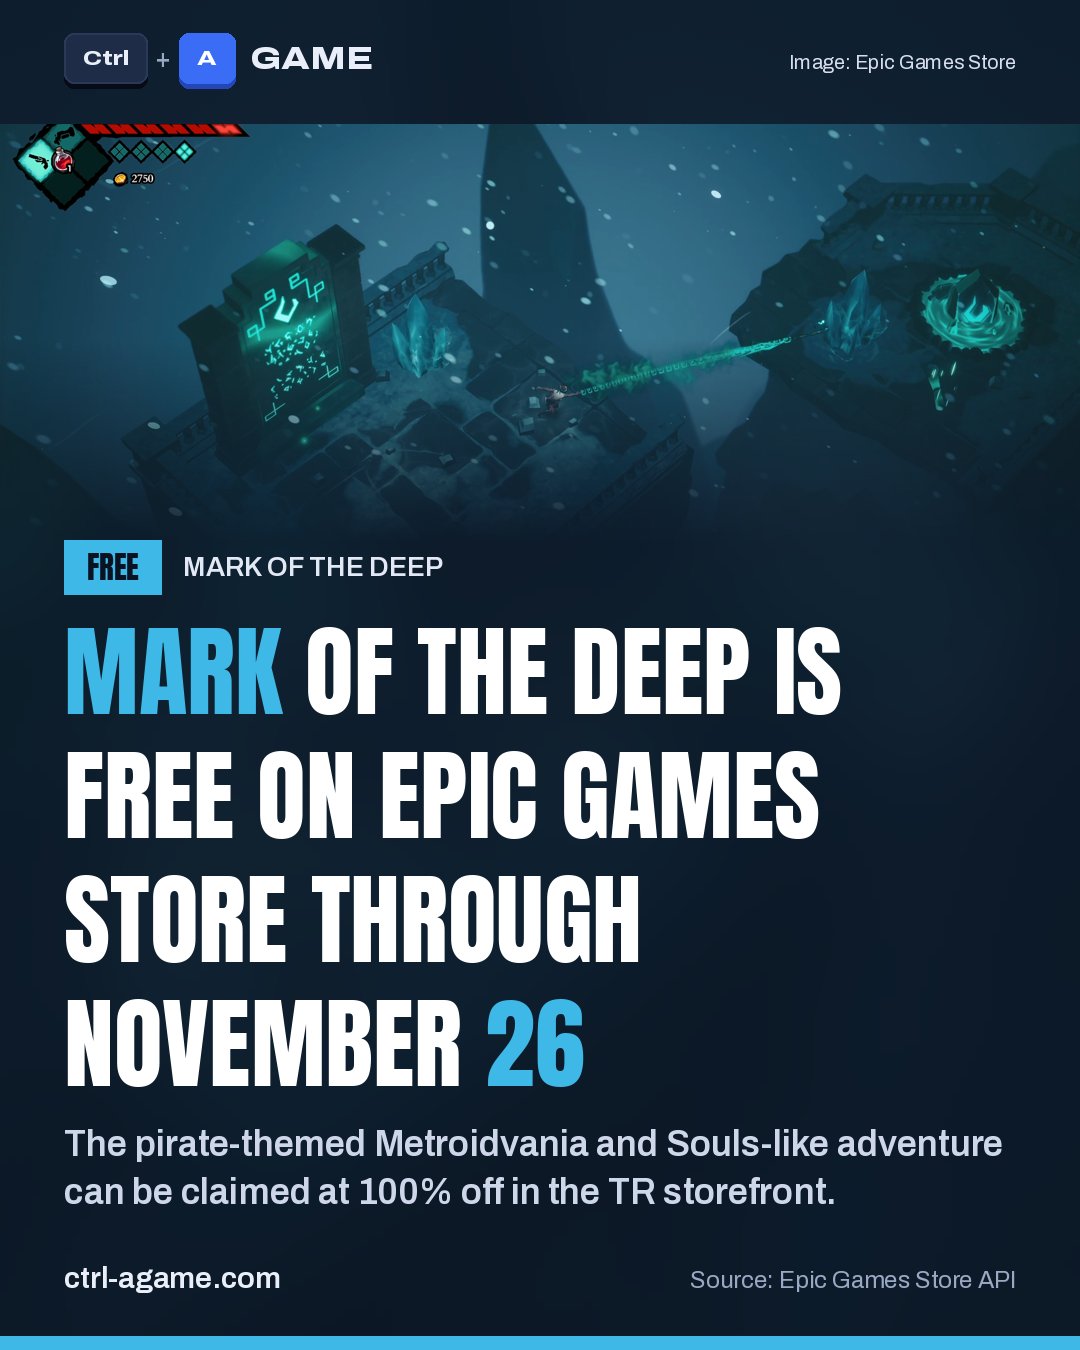 Ctrl + A GAME
Image: Epic Games Store
2750
FREE MARK OF THE DEEP
MARK OF THE DEEP IS
FREE ON EPIC GAMES
STORE THROUGH
NOVEMBER 26
The pirate-themed Metroidvania and Souls-like adventure
can be claimed at 100% off in the TR storefront.
ctrl-agame.com
Source: Epic Games Store API